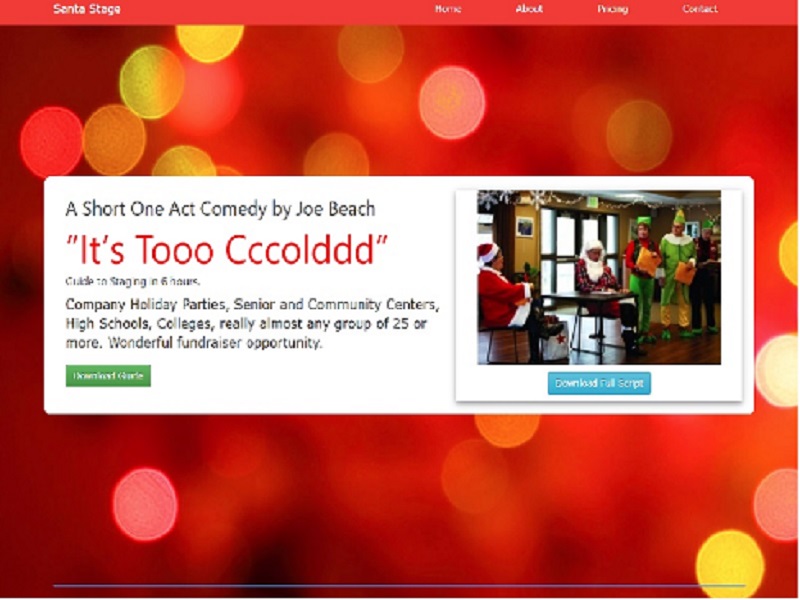 Santa Stage
Home About Pricing Contact
A Short One Act Comedy by Joe Beach
"It's Tooo Cccolddd"
Guide to Staging in 6 hours.
Company Holiday Parties, Senior and Community Centers,
High Schools, Colleges, really almost any group of 25 or
more. Wonderful fundraiser opportunity.
Download Guide
Download Full Script